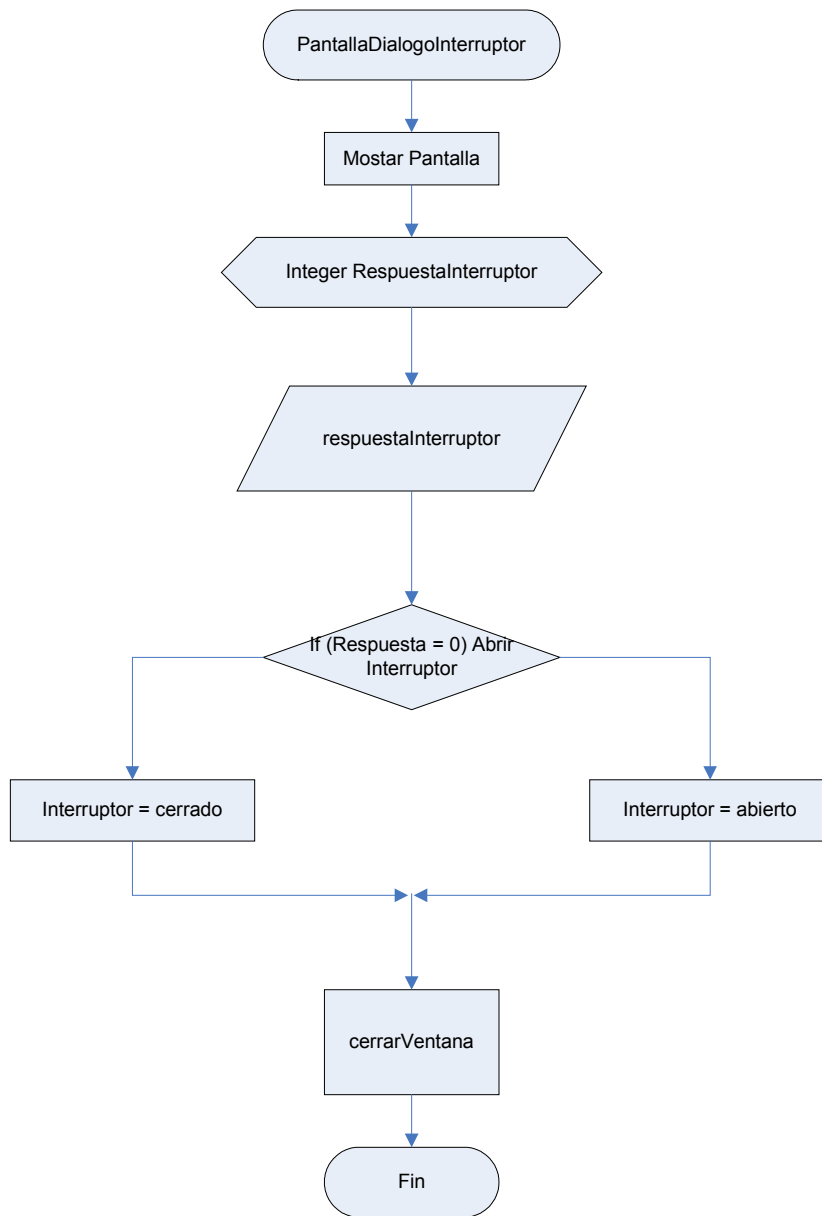 PantallaDialogoInterruptor
Mostar Pantalla
Integer RespuestaInterruptor
respuestaInterruptor
If (Respuesta = 0) Abrir
Interruptor
Interruptor = cerrado
Interruptor = abierto
cerrarVentana
Fin